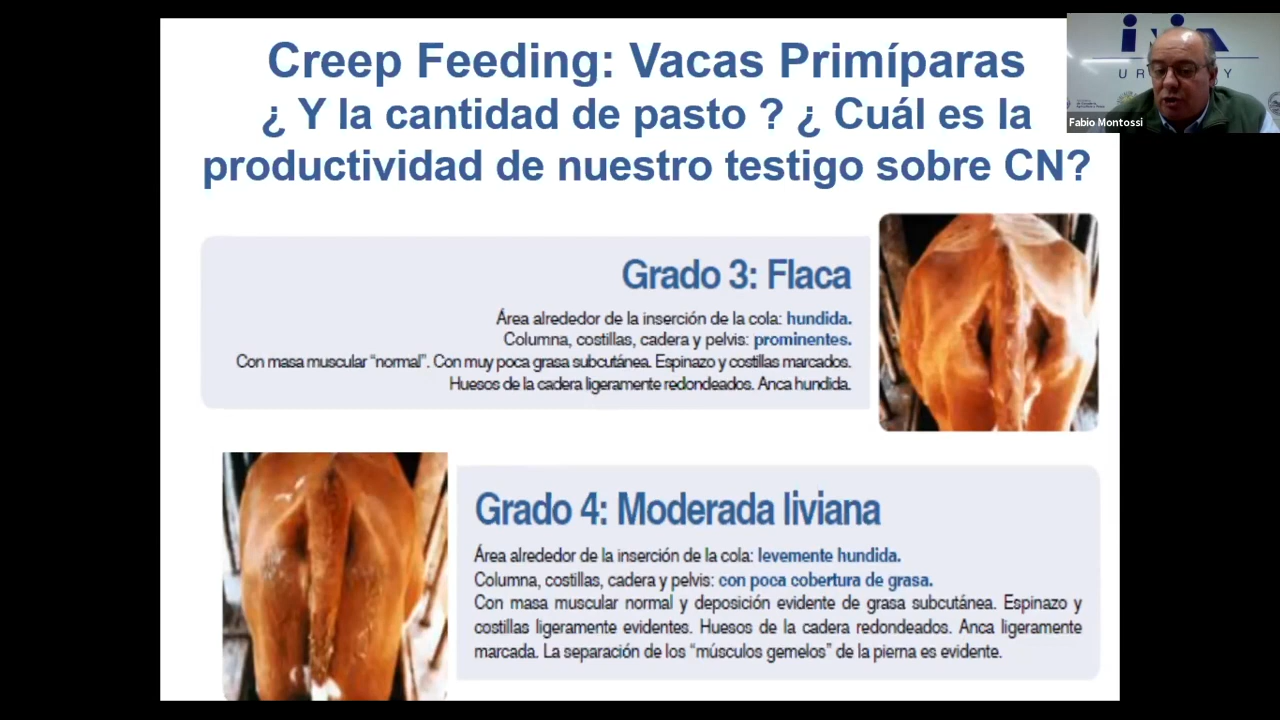 Creep Feeding: Vacas Primíparas
¿ Y la cantidad de pasto ? ¿ Cuál es la
productividad de nuestro testigo sobre CN?
Grado 3: Flaca
Área alrededor de la inserción de la cola: hundida.
Columna, costillas, cadera y pelvis: prominentes.
Con masa muscular “normal”. Con muy poca grasa subcutánea. Espinazo y costillas marcados.
Huesos de la cadera ligeramente redondeados. Anca hundida.
Grado 4: Moderada liviana
Área alrededor de la inserción de la cola: levemente hundida.
Columna, costillas, cadera y pelvis: con poca cobertura de grasa.
Con masa muscular normal y deposición evidente de grasa subcutánea. Espinazo y
costillas ligeramente evidentes. Huesos de la cadera redondeados. Anca ligeramente
marcada. La separación de los “músculos gemelos” de la pierna es evidente.
Fabio Montossi